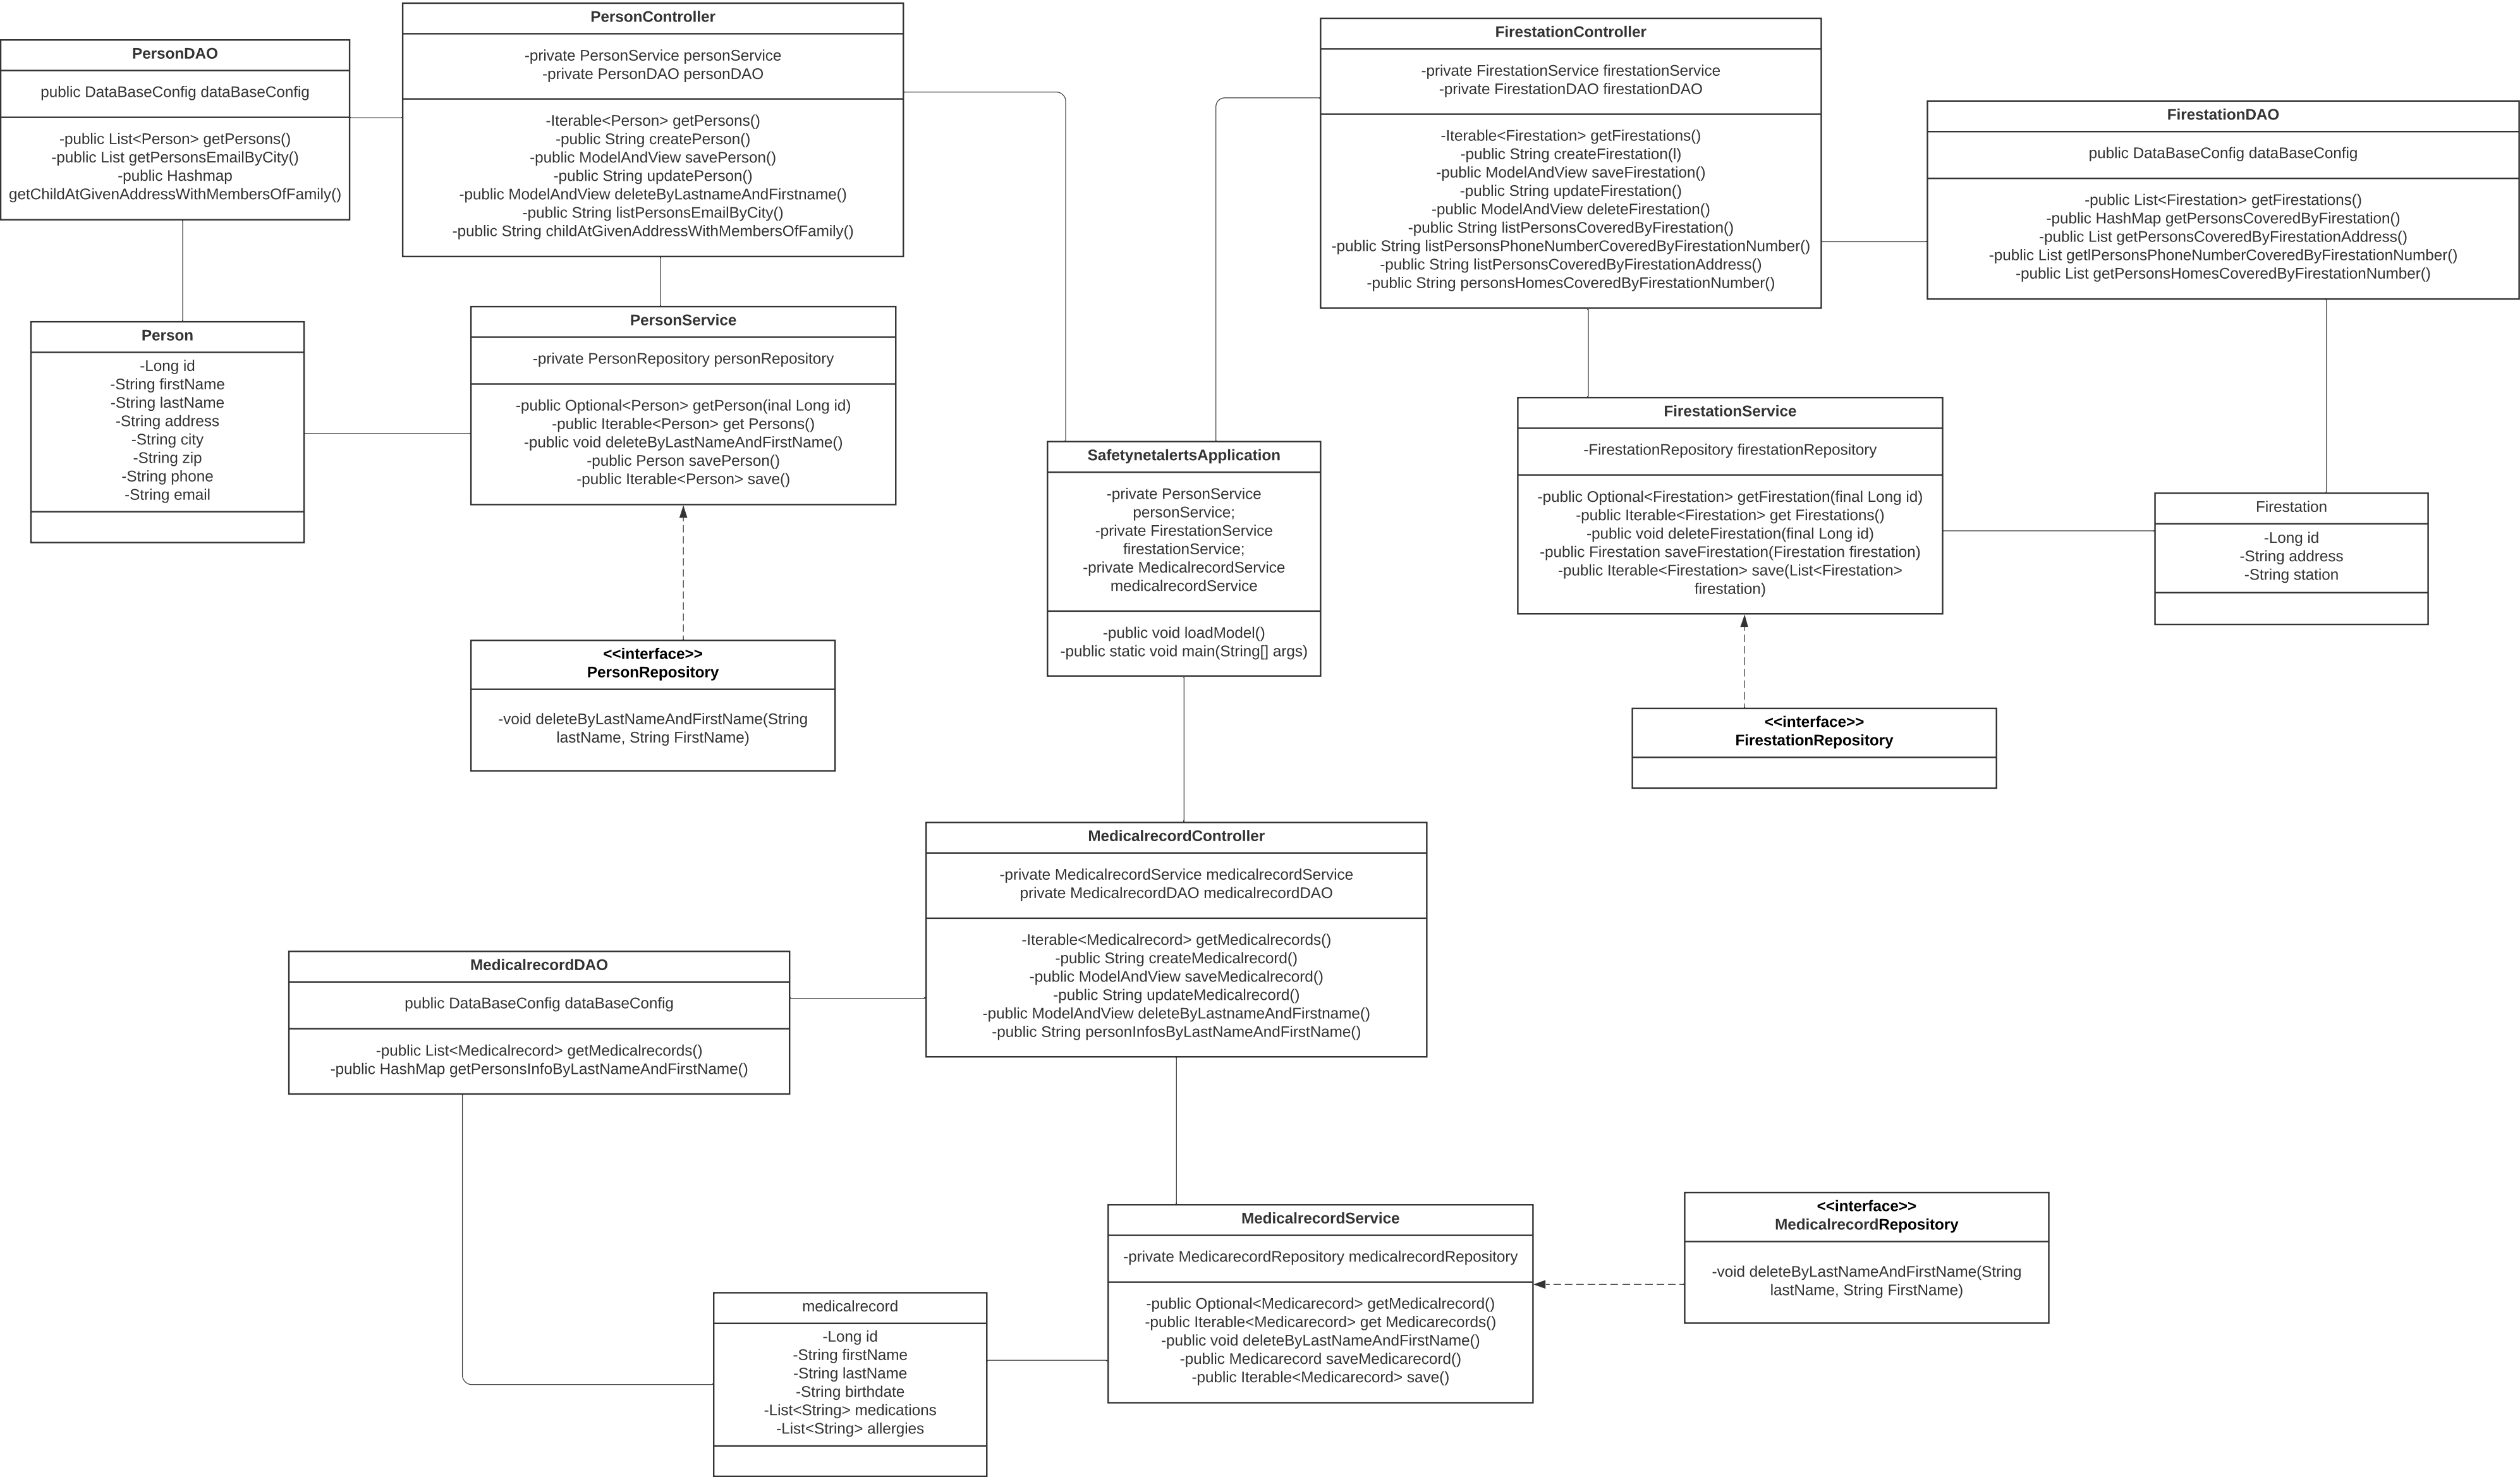 PersonDAO
public DataBaseConfig dataBaseConfig
-public List<Person> getPersons()
-public List getPersonsEmailByCity()
-public Hashmap
getChildAtGivenAddressWithMembersOfFamily()
PersonController
-private PersonService personService
-private PersonDAO personDAO
-Iterable<Person> getPersons()
-public String createPerson()
-public ModelAndView savePerson()
-public String updatePerson()
-public ModelAndView deleteByLastnameAndFirstname()
-public String listPersonsEmailByCity()
-public String childAtGivenAddressWithMembersOfFamily()
FirestationController
-private FirestationService firestationService
-private FirestationDAO firestationDAO
-Iterable<Firestation> getFirestations()
-public String createFirestation(l)
-public ModelAndView saveFirestation()
-public String updateFirestation()
-public ModelAndView deleteFirestation()
-public String listPersonsCoveredByFirestation()
-public String listPersonsPhoneNumberCoveredByFirestationNumber()
-public String listPersonsCoveredByFirestationAddress()
-public String personsHomesCoveredByFirestationNumber()
FirestationDAO
public DataBaseConfig dataBaseConfig
-public List<Firestation> getFirestations()
-public HashMap getPersonsCoveredByFirestation()
-public List getPersonsCoveredByFirestationAddress()
-public List getlPersonsPhoneNumberCoveredByFirestationNumber()
-public List getPersonsHomesCoveredByFirestationNumber()
Person
-Long id
-String firstName
-String lastName
-String address
-String city
-String zip
-String phone
-String email
PersonService
-private PersonRepository personRepository
-public Optional<Person> getPerson(inal Long id)
-public Iterable<Person> get Persons()
-public void deleteByLastNameAndFirstName()
-public Person savePerson()
-public Iterable<Person> save()
SafetynetalertsApplication
-private PersonService
personService;
-private FirestationService
firestationService;
-private MedicalrecordService
medicalrecordService
-public void loadModel()
-public static void main(String[] args)
FirestationService
-FirestationRepository firestationRepository
-public Optional<Firestation> getFirestation(final Long id)
-public Iterable<Firestation> get Firestations()
-public void deleteFirestation(final Long id)
-public Firestation saveFirestation(Firestation firestation)
-public Iterable<Firestation> save(List<Firestation>
firestation)
Firestation
-Long id
-String address
-String station
<<interface>>
PersonRepository
-void deleteByLastNameAndFirstName(String
lastName, String FirstName)
<<interface>>
FirestationRepository
MedicalrecordController
-private MedicalrecordService medicalrecordService
private MedicalrecordDAO medicalrecordDAO
-Iterable<Medicalrecord> getMedicalrecords()
-public String createMedicalrecord()
-public ModelAndView saveMedicalrecord()
-public String updateMedicalrecord()
-public ModelAndView deleteByLastnameAndFirstname()
-public String personInfosByLastNameAndFirstName()
MedicalrecordDAO
public DataBaseConfig dataBaseConfig
-public List<Medicalrecord> getMedicalrecords()
-public HashMap getPersonsInfoByLastNameAndFirstName()
MedicalrecordService
-private MedicarecordRepository medicalrecordRepository
-public Optional<Medicarecord> getMedicalrecord()
-public Iterable<Medicarecord> get Medicarecords()
-public void deleteByLastNameAndFirstName()
-public Medicarecord saveMedicarecord()
-public Iterable<Medicarecord> save()
<<interface>>
MedicalrecordRepository
-void deleteByLastNameAndFirstName(String
lastName, String FirstName)
medicalrecord
-Long id
-String firstName
-String lastName
-String birthdate
-List<String> medications
-List<String> allergies